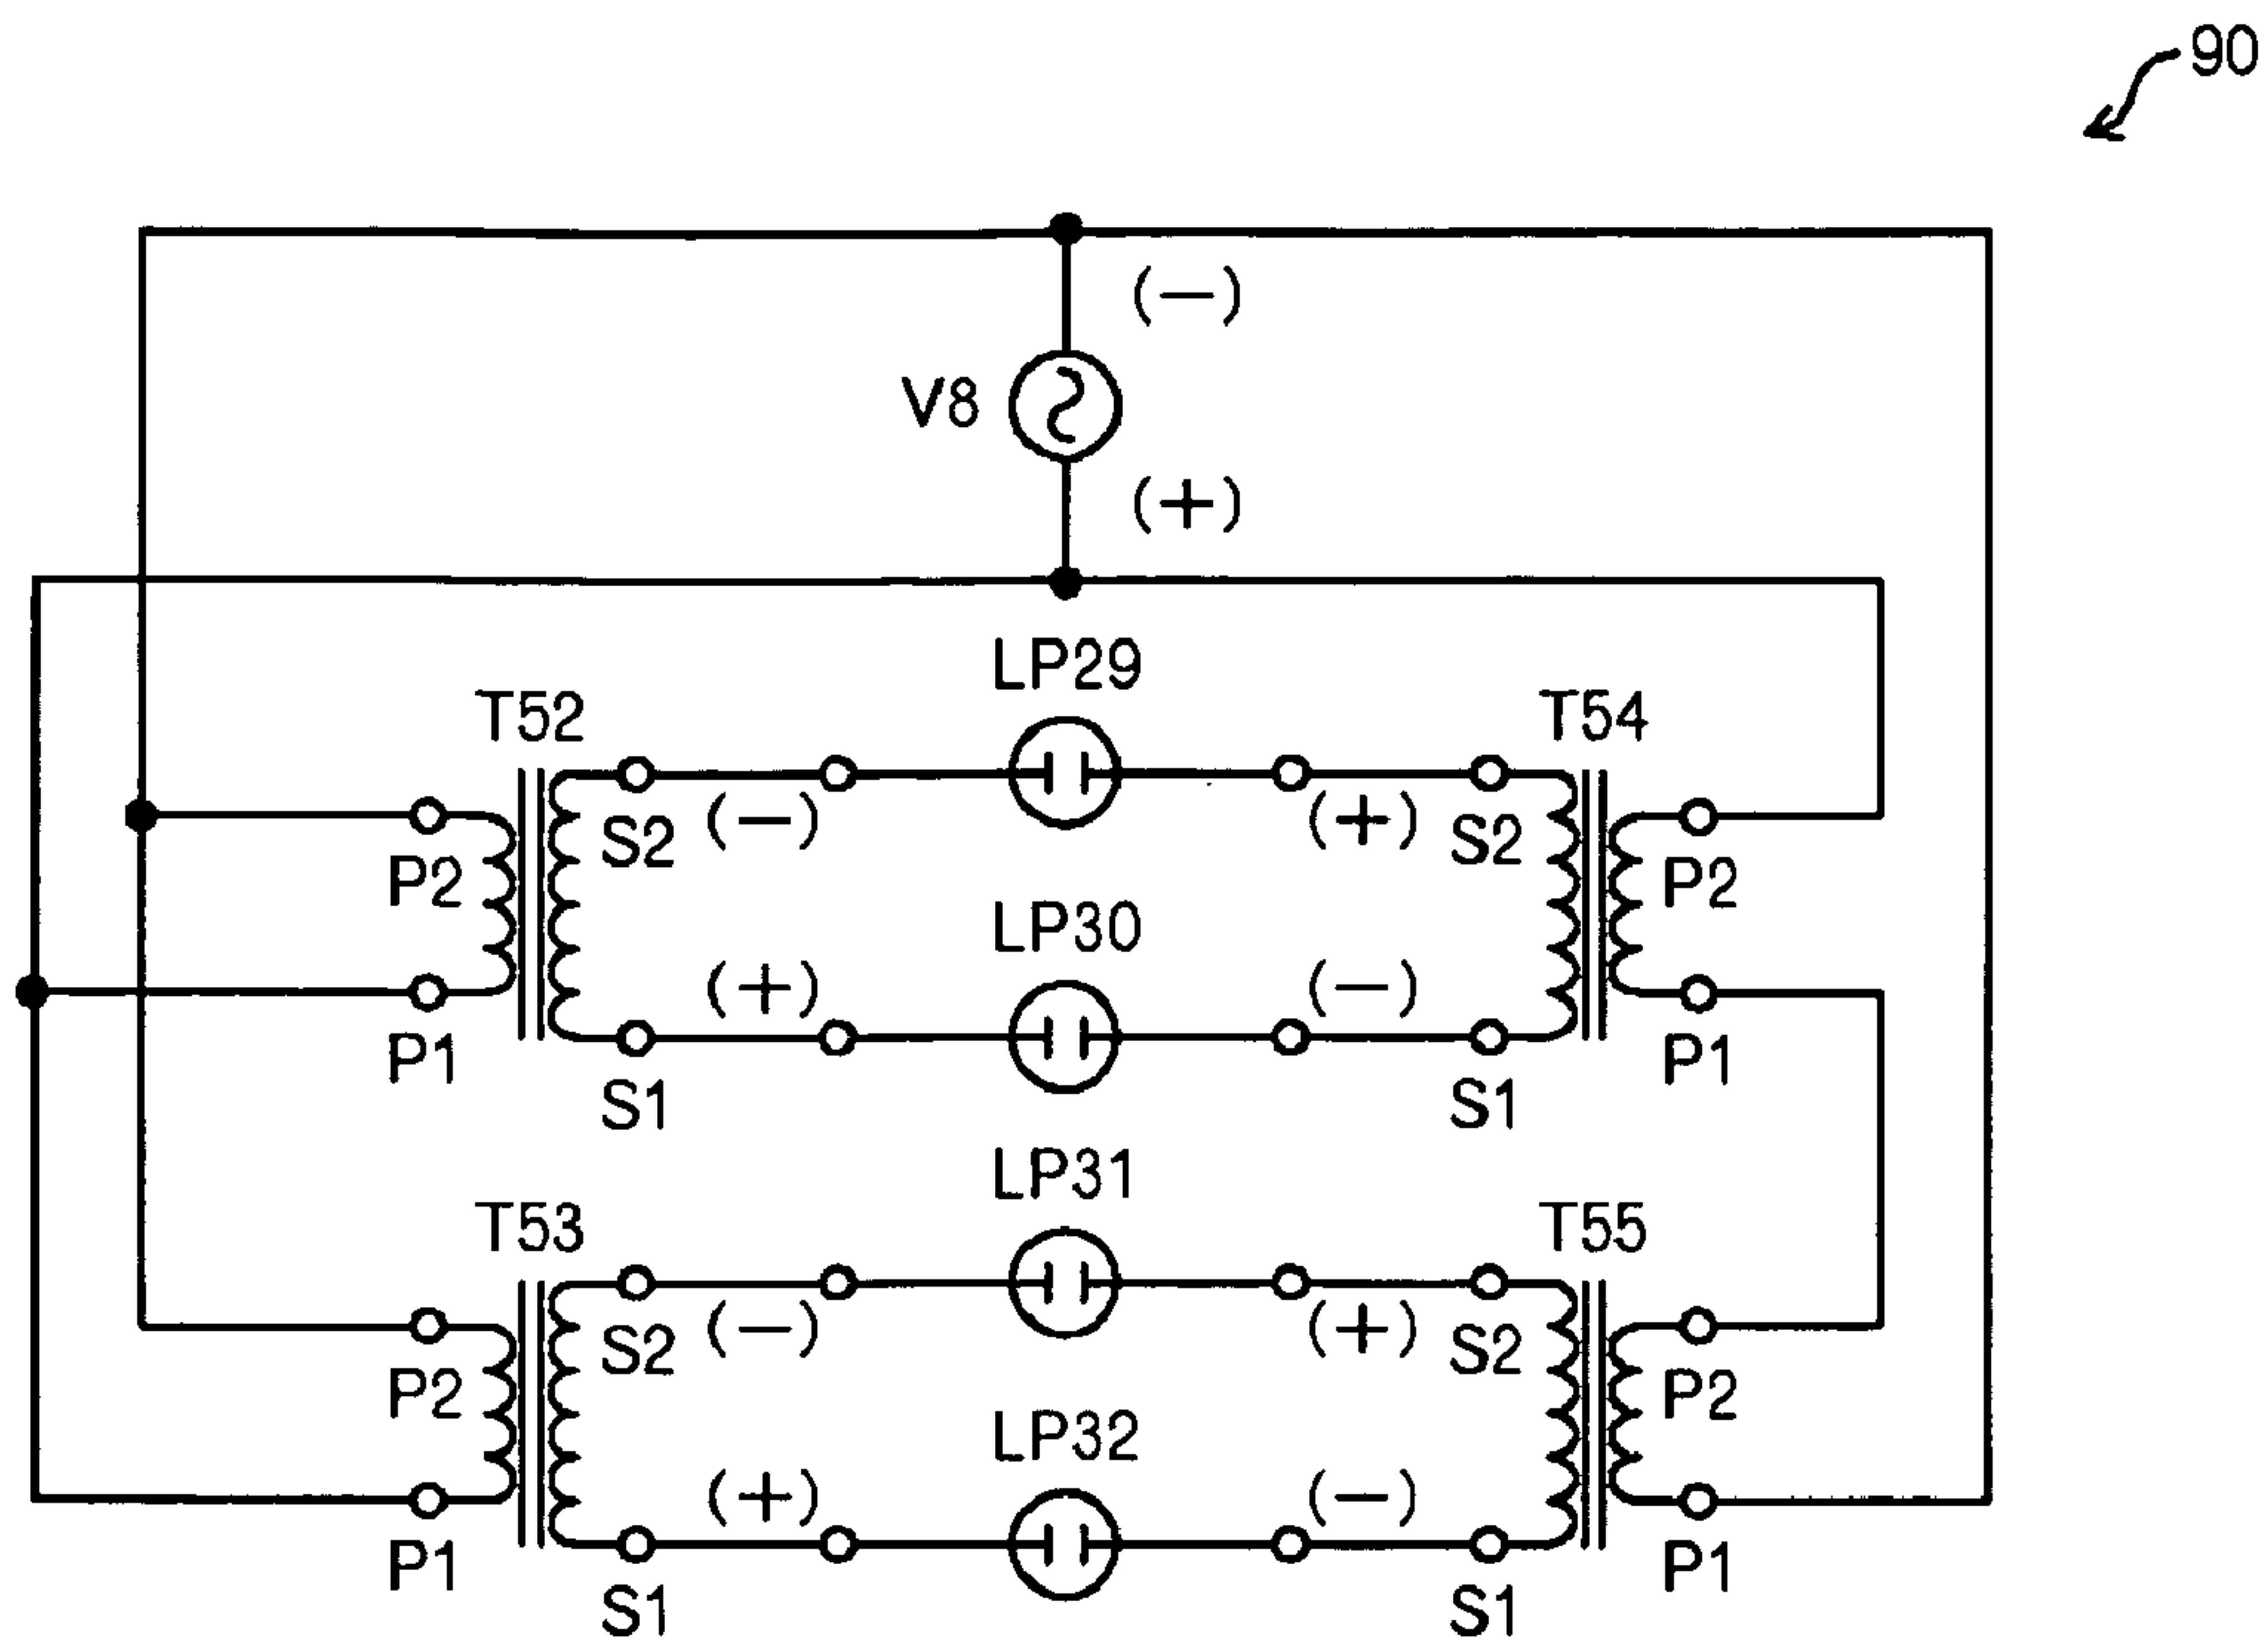 90
(−)
V8
(+)
LP29
T52 T54
S2 (−) (+) S2
P2 P2
LP30
(+) (−)
P1 P1
S1 S1
LP31
T53 T55
S2 (−) (+) S2
P2 P2
LP32
(+) (−)
P1 P1
S1 S1